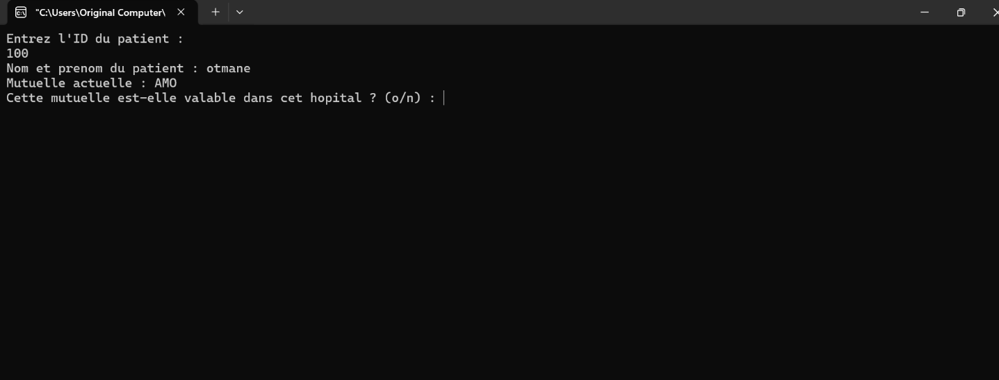 "C:\Users\Original Computer\
Entrez l'ID du patient :
100
Nom et prenom du patient : otmane
Mutuelle actuelle : AMO
Cette mutuelle est-elle valable dans cet hopital ? (o/n) :